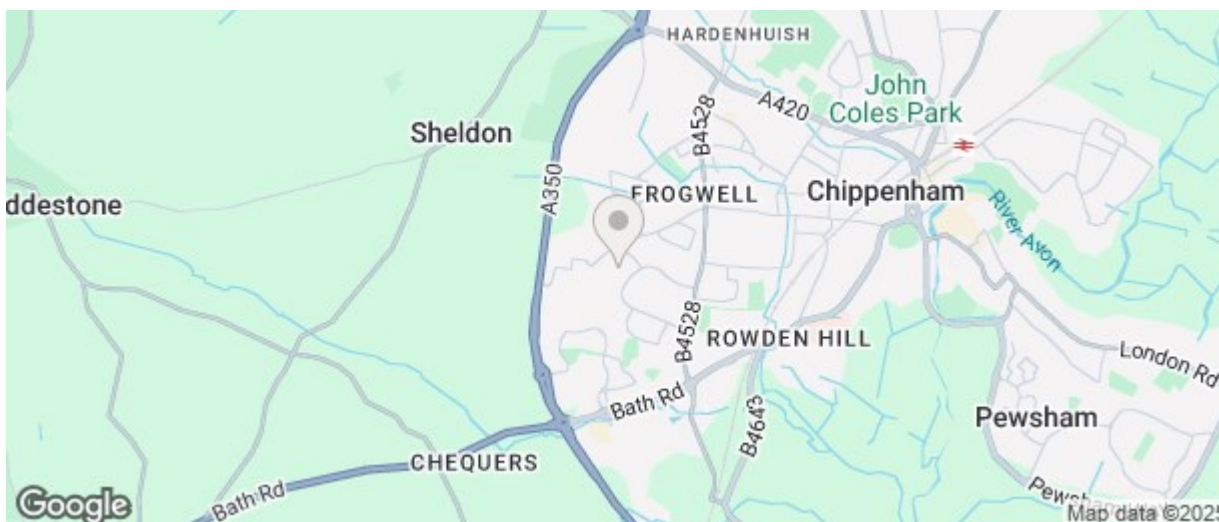 HARDENHUISH
John
Coles Park
A420
B4528
Sheldon
A350
FROGWELL
Chippenham
ddestone
River Avon
B4528
ROWDEN HILL
London Rd
Bath Rd
B4643
Pewsham
CHEQUERS
Bath Rd
Google
Map data ©2025